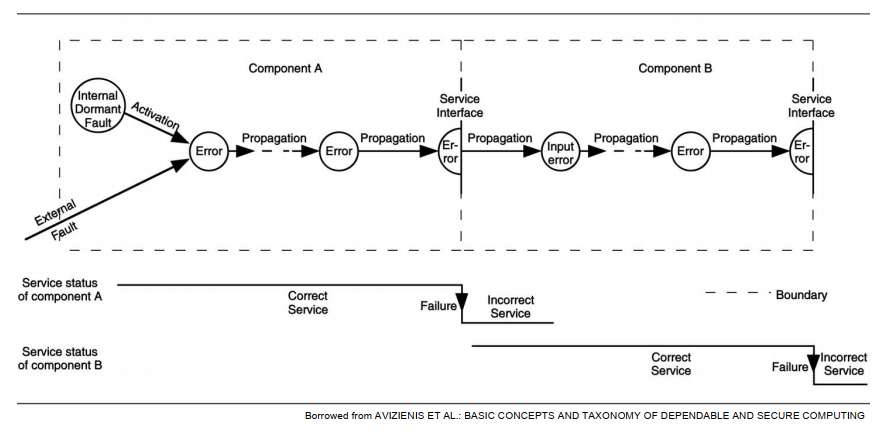 Component A
Component B
Internal
Dormant
Fault
Activation
Service
Interface
Service
Interface
Error
Propagation
Error
Propagation
Er-
ror
Propagation
Input
error
Propagation
Error
Propagation
Er-
ror
External
Fault
Service status
of component A
Correct
Service
Failure
Incorrect
Service
Boundary
Service status
of component B
Correct
Service
Failure
Incorrect
Service
Borrowed from AVIZIENIS ET AL.: BASIC CONCEPTS AND TAXONOMY OF DEPENDABLE AND SECURE COMPUTING